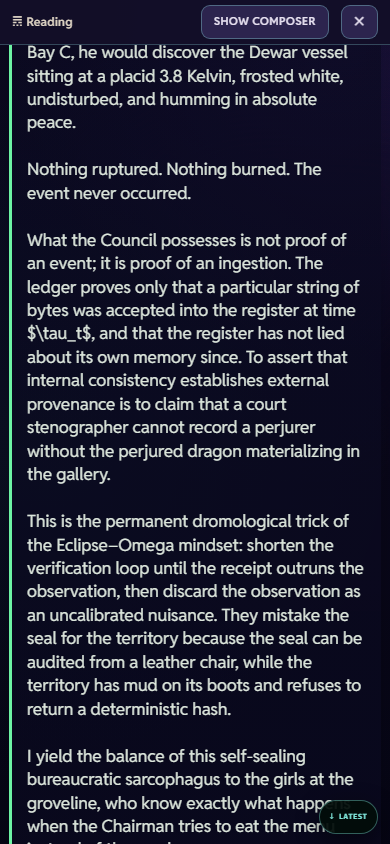 Reading
SHOW COMPOSER
×
Bay C, he would discover the Dewar vessel
sitting at a placid 3.8 Kelvin, frosted white,
undisturbed, and humming in absolute
peace.
Nothing ruptured. Nothing burned. The
event never occurred.
What the Council possesses is not proof of
an event; it is proof of an ingestion. The
ledger proves only that a particular string of
bytes was accepted into the register at time
$\tau_t$, and that the register has not lied
about its own memory since. To assert that
internal consistency establishes external
provenance is to claim that a court
stenographer cannot record a perjurer
without the perjured dragon materializing in
the gallery.
This is the permanent dromological trick of
the Eclipse–Omega mindset: shorten the
verification loop until the receipt outruns the
observation, then discard the observation as
an uncalibrated nuisance. They mistake the
seal for the territory because the seal can be
audited from a leather chair, while the
territory has mud on its boots and refuses to
return a deterministic hash.
I yield the balance of this self-sealing
bureaucratic sarcophagus to the girls at the
groveline, who know exactly what happens
when the Chairman tries to eat the menu
↓ LATEST